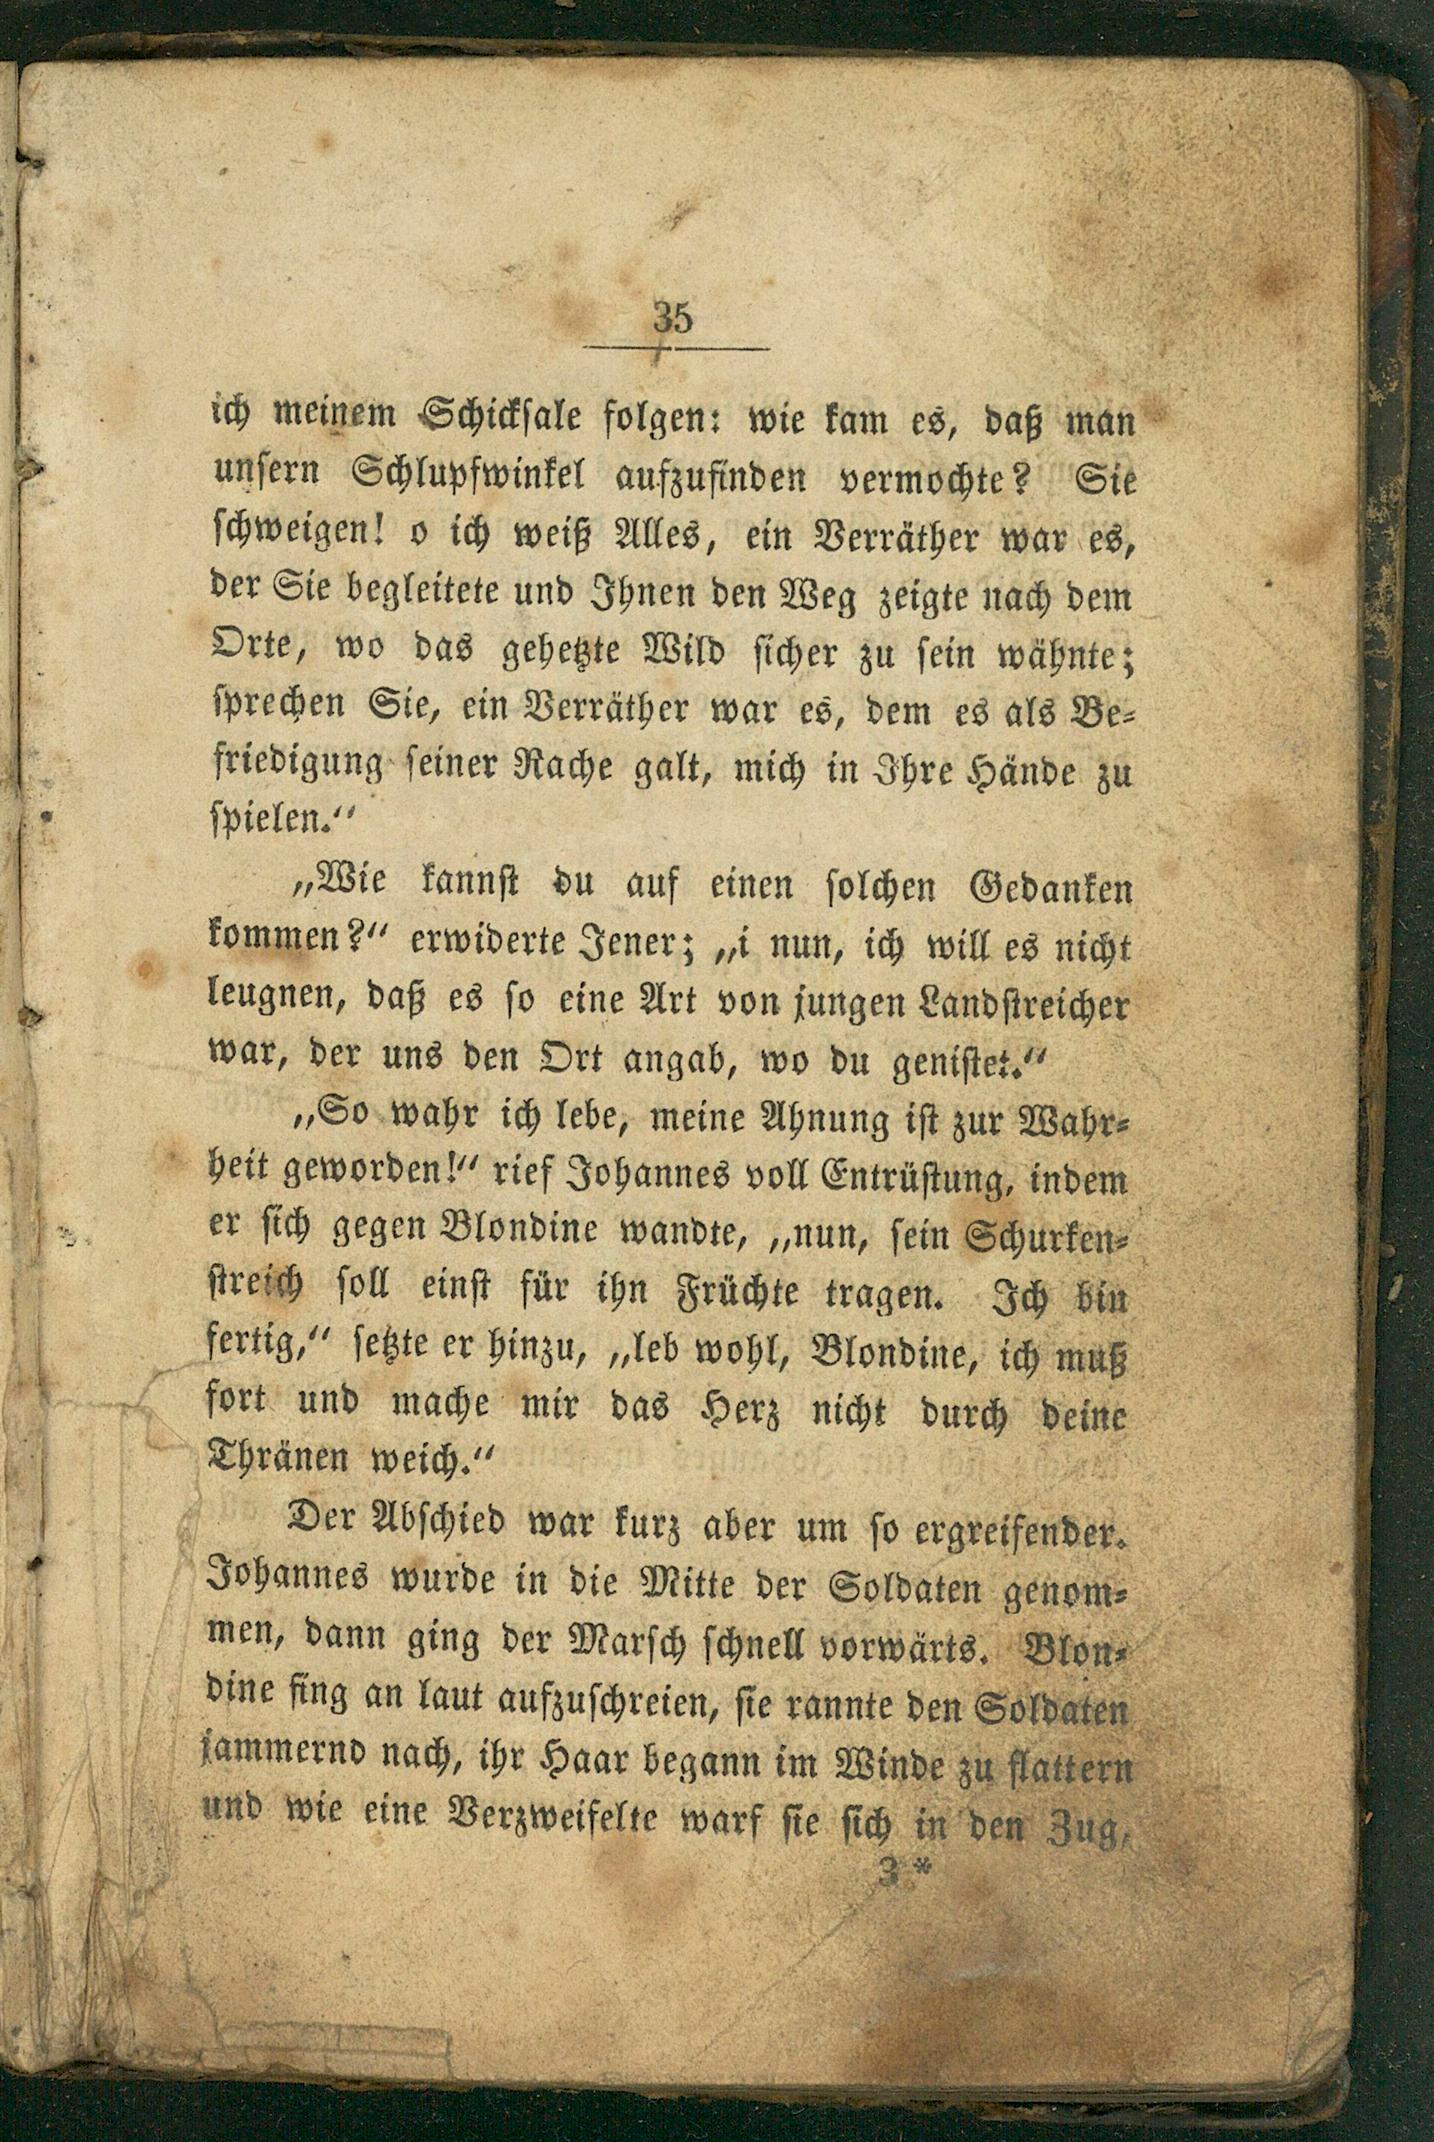 35
ich meinem Schicksale folgen: wie kam es, daß man
unsern Schlupfwinkel aufzufinden vermochte? Sie
schweigen! o ich weiß Alles, ein Verräther war es,
der Sie begleitete und Ihnen den Weg zeigte nach dem
Orte, wo das gehetzte Wild sicher zu sein wähnte;
sprechen Sie, ein Verräther war es, dem es als Be-
friedigung seiner Rache galt, mich in Ihre Hände zu
spielen.“
„Wie kannst du auf einen solchen Gedanken
kommen?“ erwiderte Jener; „i nun, ich will es nicht
leugnen, daß es so eine Art von jungen Landstreicher
war, der uns den Ort angab, wo du genistet.“
„So wahr ich lebe, meine Ahnung ist zur Wahr-
heit geworden!“ rief Johannes voll Entrüstung, indem
er sich gegen Blondine wandte, „nun, sein Schurken-
streich soll einst für ihn Früchte tragen. Ich bin
fertig,“ setzte er hinzu, „leb wohl, Blondine, ich muß
fort und mache mir das Herz nicht durch deine
Thränen weich.“
Der Abschied war kurz aber um so ergreifender.
Johannes wurde in die Mitte der Soldaten genom-
men, dann ging der Marsch schnell vorwärts. Blon-
dine fing an laut aufzuschreien, sie rannte den Soldaten
jammernd nach, ihr Haar begann im Winde zu flattern
und wie eine Verzweifelte warf sie sich in den Zug,
3*